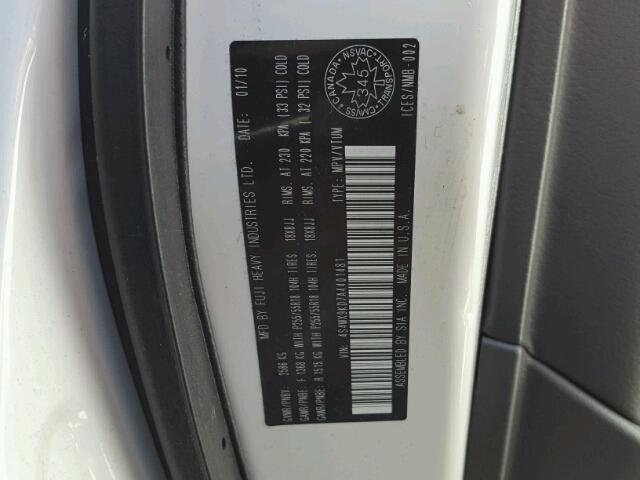 MFD BY FUJI HEAVY INDUSTRIES LTD. DATE: 01/10
GVWR/PNBV: 2586 KG
GAWR/PNBE: F 1368 KG WITH P255/55R18 104H TIRES. 18X8JJ RIMS. AT 230 KPA (33 PSI) COLD
GAWR/PNBE: R 1515 KG WITH P255/55R18 104H TIRES. 18X8JJ RIMS. AT 220 KPA ( 32 PSI) COLD
CANADA NSVAC
345
CMVSS TRANSPORT
VIN: 4S4WX9KD7A4401481 TYPE: MPV/VTUM
ASSEMBLED BY SIA INC. MADE IN U.S.A. ICES/NMB-002